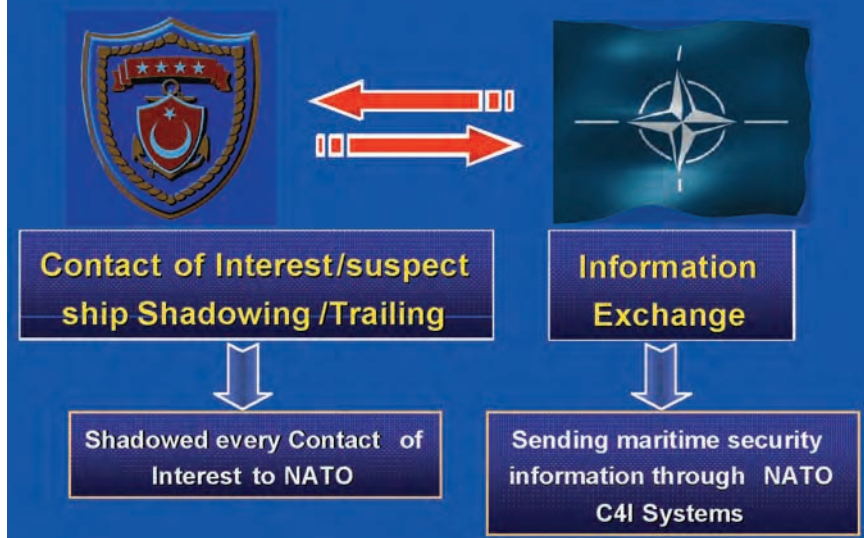 Contact of Interest/suspect
ship Shadowing /Trailing
Information
Exchange
Shadowed every Contact of
Interest to NATO
Sending maritime security
information through NATO
C4I Systems